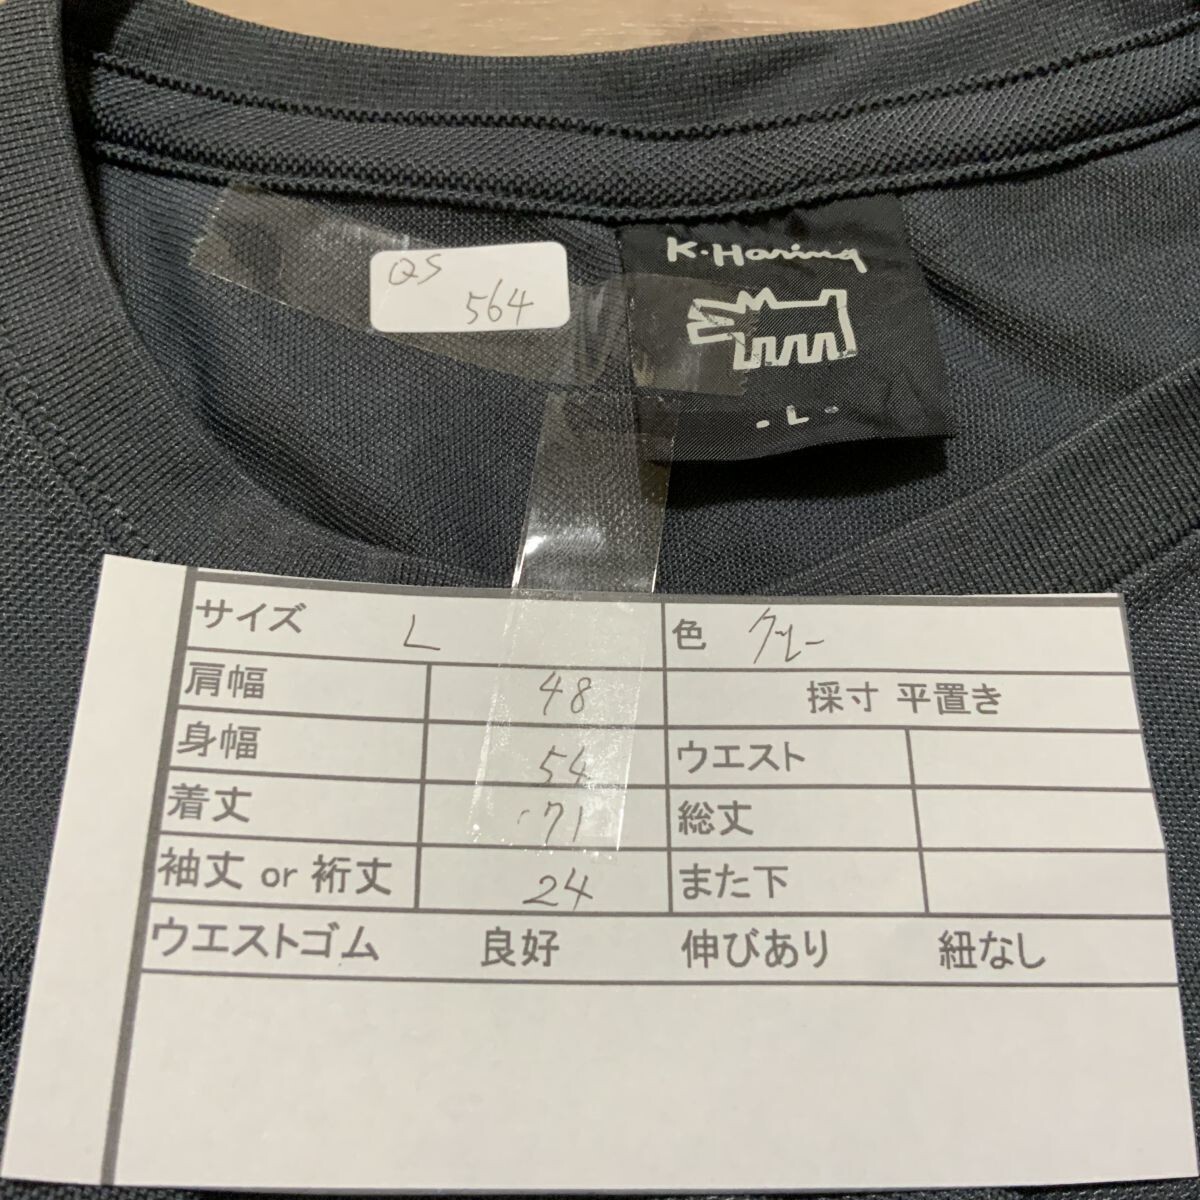 K·Haring
QS
564
- L -
サイズ L 色 グレー
肩幅 48 採寸 平置き
身幅 54 ウエスト
着丈 71 総丈
袖丈 or 裄丈 24 また下
ウエストゴム 良好 伸びあり 紐なし